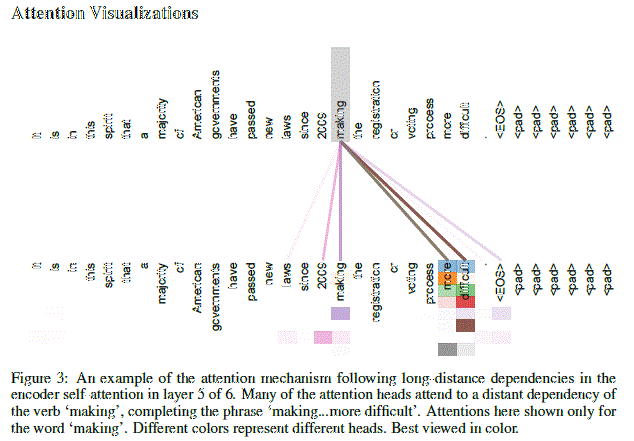 Attention Visualizations
It is in this spirit that a majority of American governments have passed new laws since 2009 making the registration or voting process more difficult . <EOS> <pad> <pad> <pad> <pad> <pad> <pad>
It is in this spirit that a majority of American governments have passed new laws since 2009 making the registration or voting process more difficult . <EOS> <pad> <pad> <pad> <pad> <pad> <pad>
Figure 3: An example of the attention mechanism following long-distance dependencies in the
encoder self-attention in layer 5 of 6. Many of the attention heads attend to a distant dependency of
the verb ‘making’, completing the phrase ‘making...more difficult’. Attentions here shown only for
the word ‘making’. Different colors represent different heads. Best viewed in color.